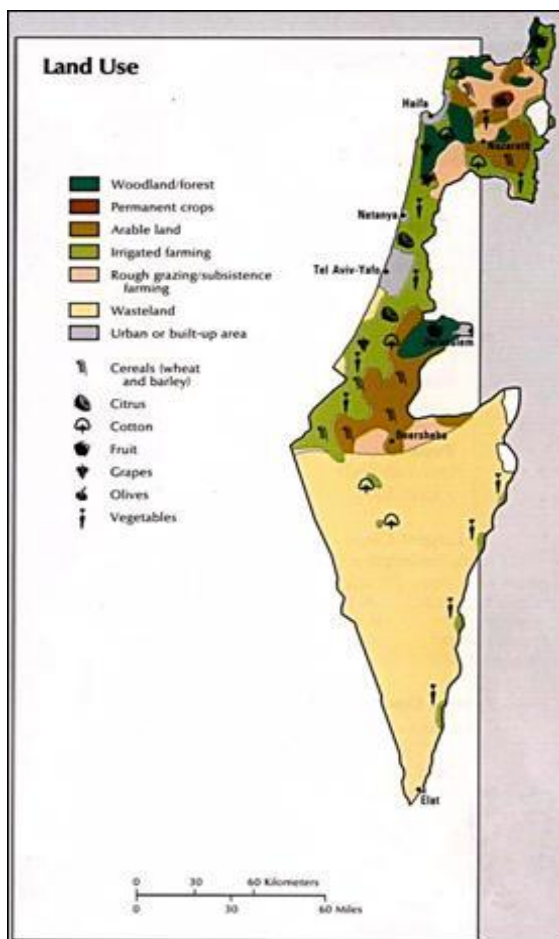 Land Use
Woodland/forest
Permanent crops
Arable land
Irrigated farming
Rough grazing/subsistence
farming
Wasteland
Urban or built-up area
Cereals (wheat
and barley)
Citrus
Cotton
Fruit
Grapes
Olives
Vegetables
Haifa
Nazareth
Netanya
Tel Aviv-Yafo
Jerusalem
Beersheba
Elat
0 30 60 Kilometers
0 30 60 Miles